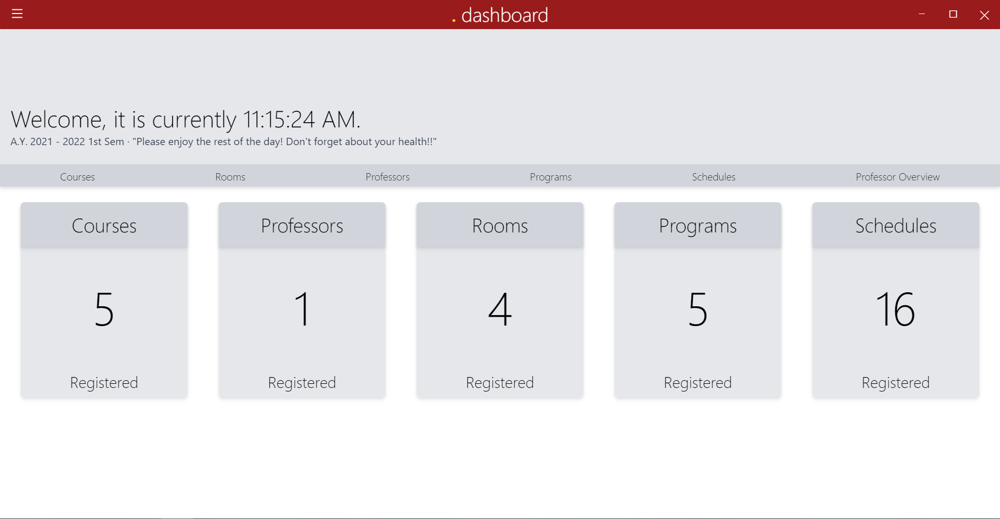 . dashboard
Welcome, it is currently 11:15:24 AM.
A.Y. 2021 - 2022 1st Sem · "Please enjoy the rest of the day! Don't forget about your health!!"
Courses Rooms Professors Programs Schedules Professor Overview
Courses Professors Rooms Programs Schedules
5 1 4 5 16
Registered Registered Registered Registered Registered